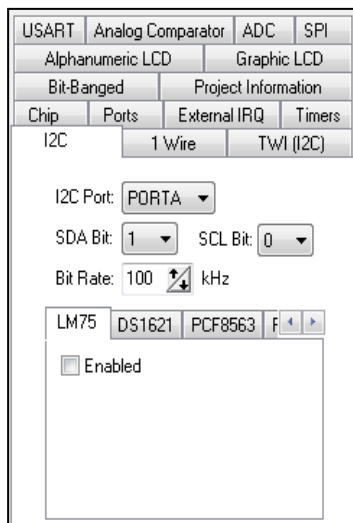 USART Analog Comparator ADC SPI
Alphanumeric LCD Graphic LCD
Bit-Banged Project Information
Chip Ports External IRQ Timers
I2C 1 Wire TWI (I2C)
I2C Port: PORTA
SDA Bit: 1 SCL Bit: 0
Bit Rate: 100 kHz
LM75 DS1621 PCF8563
Enabled